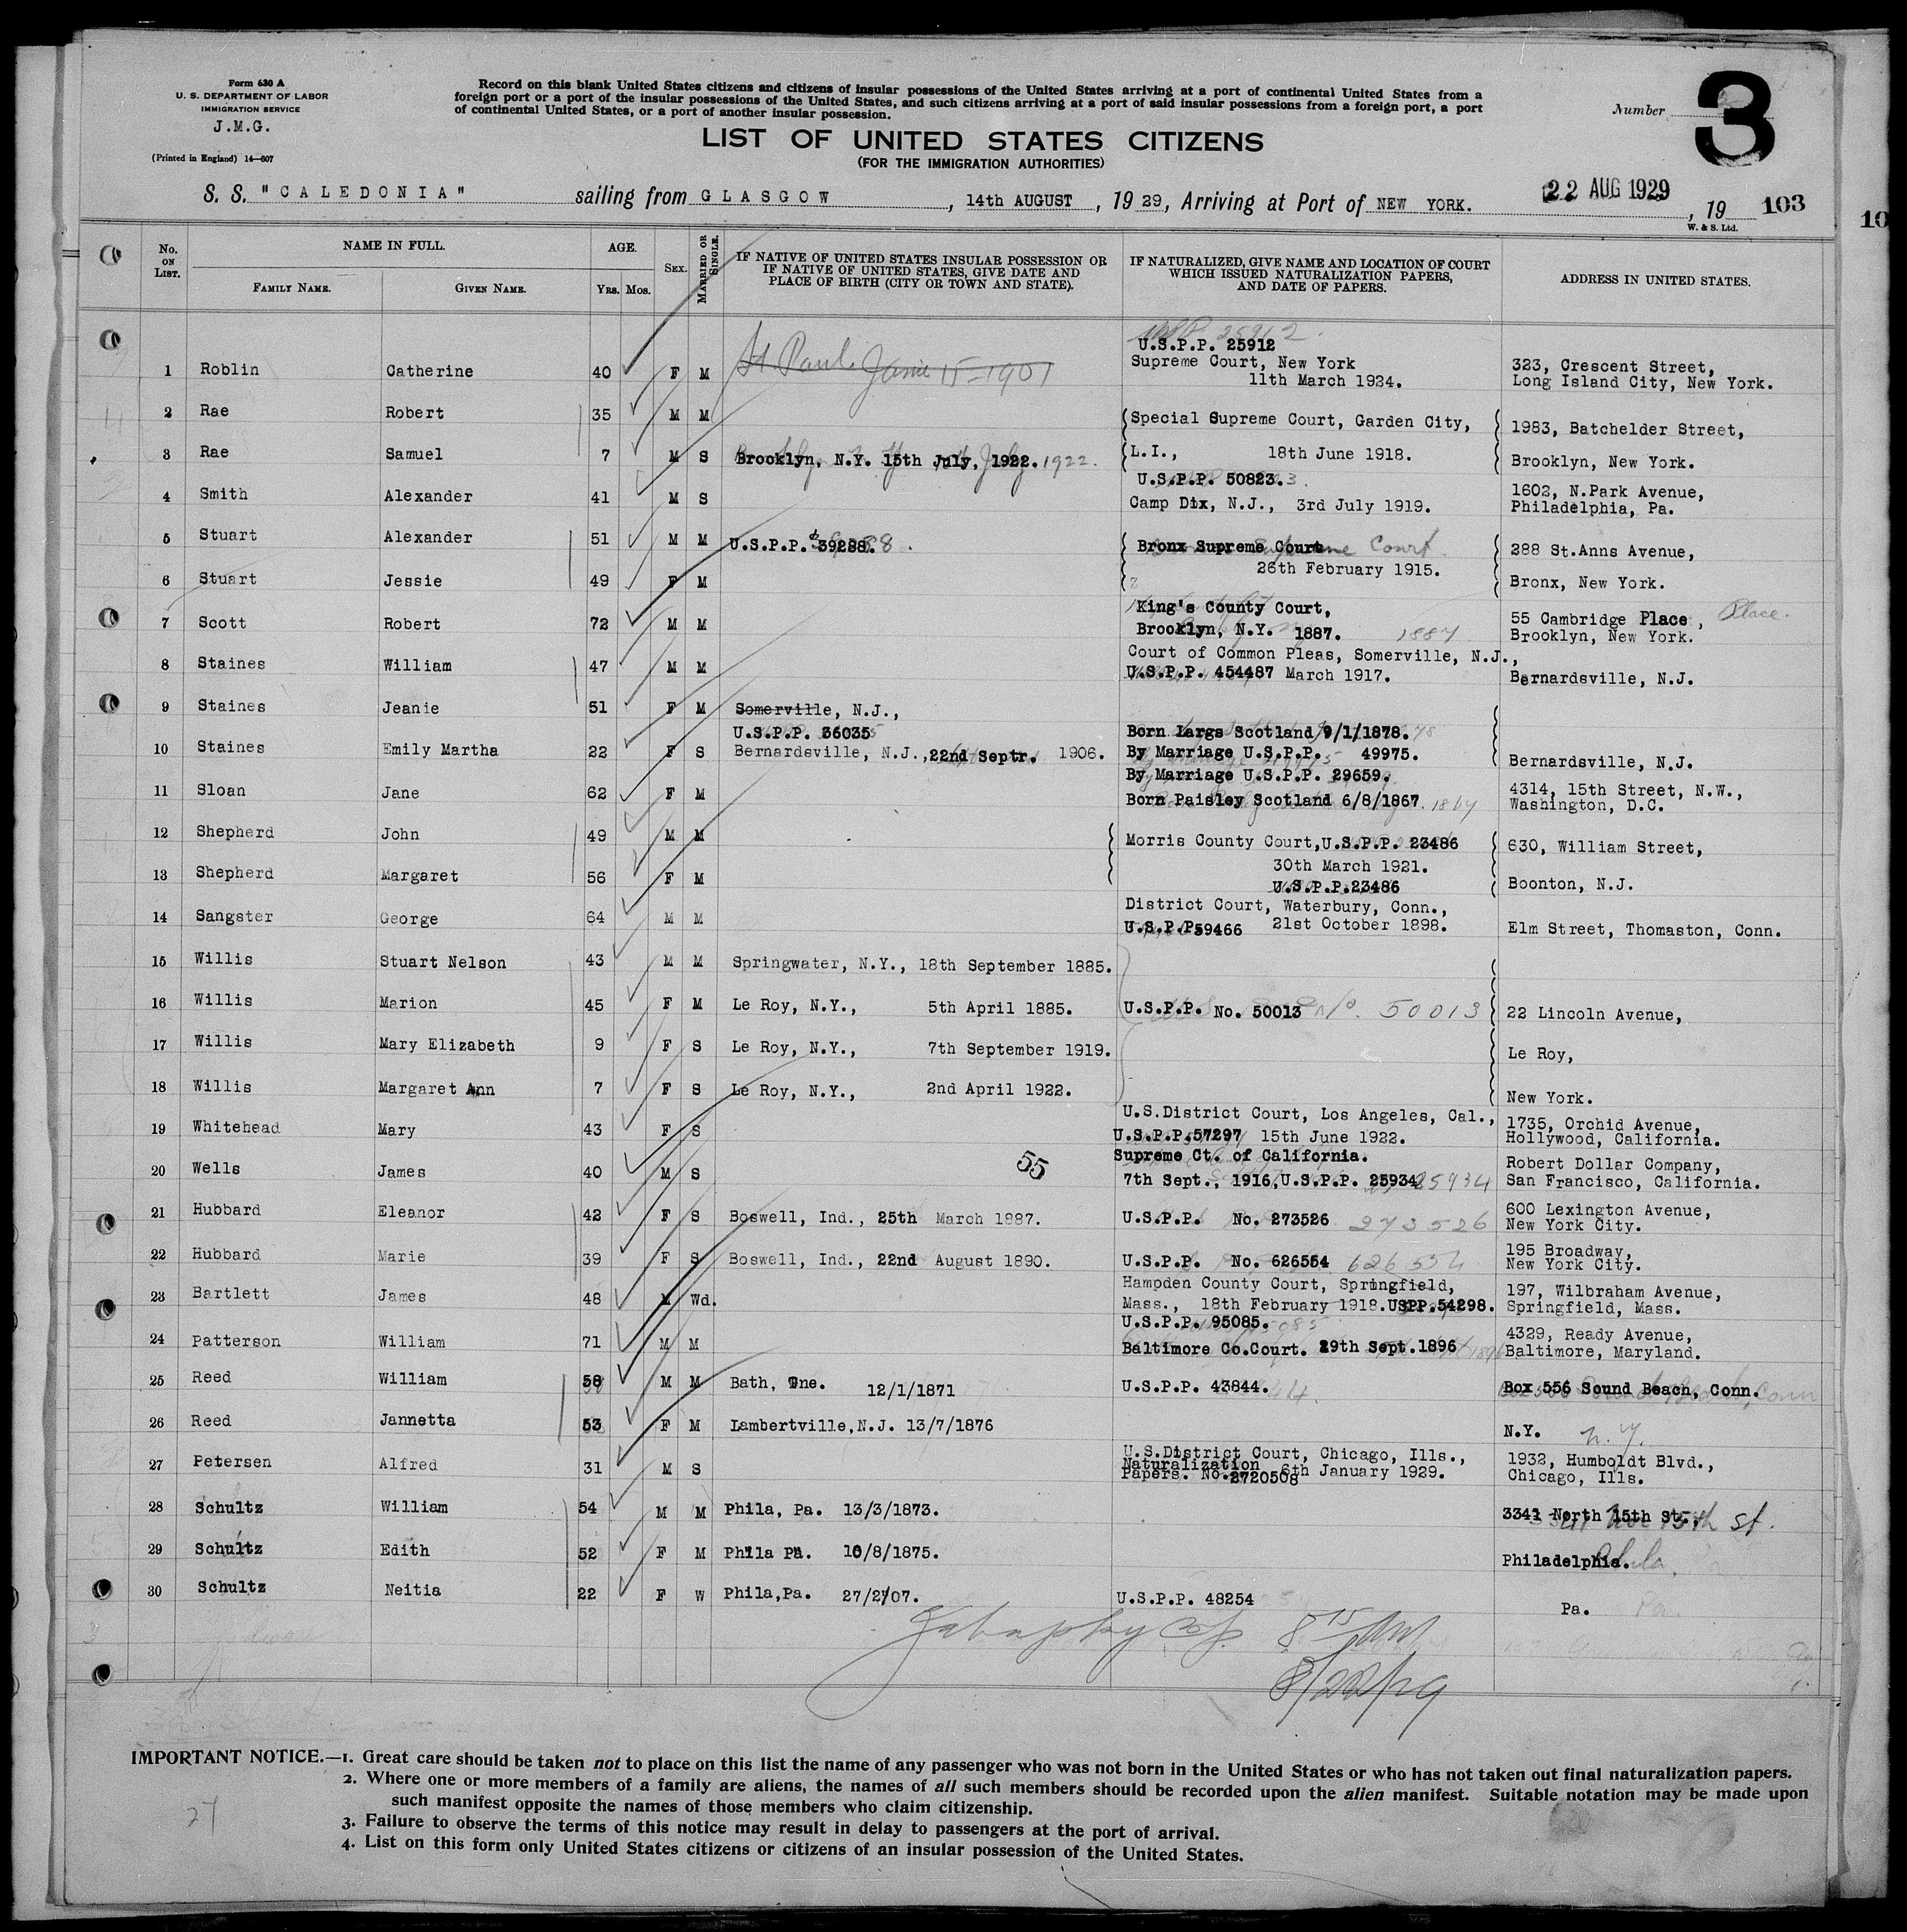 Form 630 A
U. S. DEPARTMENT OF LABOR
IMMIGRATION SERVICE
J.M.G.
(Printed in England) 14—607
Record on this blank United States citizens and citizens of insular possessions of the United States arriving at a port of continental United States from a
foreign port or a port of the insular possessions of the United States, and such citizens arriving at a port of said insular possessions from a foreign port, a port
of continental United States, or a port of another insular possession.
Number 3
LIST OF UNITED STATES CITIZENS
(FOR THE IMMIGRATION AUTHORITIES)
S. S. "CALEDONIA" sailing from GLASGOW, 14th AUGUST, 1929, Arriving at Port of NEW YORK. 22 AUG 1929, 19 103
W. & S. Ltd.
10
No. ON LIST. NAME IN FULL. FAMILY NAME. GIVEN NAME. AGE. YRS. MOS. SEX. MARRIED OR SINGLE. IF NATIVE OF UNITED STATES INSULAR POSSESSION OR IF NATIVE OF UNITED STATES, GIVE DATE AND PLACE OF BIRTH (CITY OR TOWN AND STATE). IF NATURALIZED, GIVE NAME AND LOCATION OF COURT WHICH ISSUED NATURALIZATION PAPERS, AND DATE OF PAPERS. ADDRESS IN UNITED STATES.
U.S.P.P. 25912
1 Roblin Catherine 40 F M St Paul. June 15-1901 Supreme Court, New York 11th March 1924. 323, Crescent Street, Long Island City, New York.
2 Rae Robert 35 M M Special Supreme Court, Garden City, 1983, Batchelder Street,
3 Rae Samuel 7 M S Brooklyn, N.Y. 15th July, 1922. 1922. L.I., 18th June 1918. Brooklyn, New York.
U.S.P.P. 50823.
4 Smith Alexander 41 M S Camp Dix, N.J., 3rd July 1919. 1602, N.Park Avenue, Philadelphia, Pa.
5 Stuart Alexander 51 M M U.S.P.P. 39288. Bronx Supreme Court 288 St.Anns Avenue,
6 Stuart Jessie 49 F M 26th February 1915. Bronx, New York.
7 Scott Robert 72 M M King's County Court, Brooklyn, N.Y. 1887. 1887 55 Cambridge Place, Place. Brooklyn, New York.
8 Staines William 47 M M Court of Common Pleas, Somerville, N.J., U.S.P.P. 454487 March 1917. Bernardsville, N.J.
9 Staines Jeanie 51 F M Somerville, N.J., Born Largs Scotland 9/1/1878.
U.S.P.P. 36035
10 Staines Emily Martha 22 F S Bernardsville, N.J., 22nd Septr. 1906. By Marriage U.S.P.P. 49975. Bernardsville, N.J.
11 Sloan Jane 62 F M By Marriage U.S.P.P. 29659. Born Paisley Scotland 6/8/1867 4314, 15th Street, N.W., Washington, D.C.
12 Shepherd John 49 M M Morris County Court, U.S.P.P. 23486 630, William Street,
13 Shepherd Margaret 56 F M 30th March 1921. U.S.P.P.23486 Boonton, N.J.
14 Sangster George 64 M M District Court, Waterbury, Conn., U.S.P.P59466 21st October 1898. Elm Street, Thomaston, Conn.
15 Willis Stuart Nelson 43 M M Springwater, N.Y., 18th September 1885.
16 Willis Marion 45 F M Le Roy, N.Y., 5th April 1885. U.S.P.P. No. 50013 No. 50013 22 Lincoln Avenue,
17 Willis Mary Elizabeth 9 F S Le Roy, N.Y., 7th September 1919. Le Roy,
18 Willis Margaret Ann 7 F S Le Roy, N.Y., 2nd April 1922. New York.
19 Whitehead Mary 43 F S U.S.District Court, Los Angeles, Cal., U.S.P.P.57297 15th June 1922. 1735, Orchid Avenue, Hollywood, California.
55
20 Wells James 40 M S Supreme Ct. of California. 7th Sept., 1916, U.S.P.P. 25934 25934 Robert Dollar Company, San Francisco, California.
21 Hubbard Eleanor 42 F S Boswell, Ind., 25th March 1887. U.S.P.P. No. 273526 273526 600 Lexington Avenue, New York City.
22 Hubbard Marie 39 F S Boswell, Ind., 22nd August 1890. U.S.P.P. No. 626554 626554 195 Broadway, New York City.
23 Bartlett James 48 M Wd. Hampden County Court, Springfield, Mass., 18th February 1918. USPP.54298. 197, Wilbraham Avenue, Springfield, Mass.
24 Patterson William 71 M M U.S.P.P. 95085. Baltimore Co.Court. 29th Sept.1896 4329, Ready Avenue, Baltimore, Maryland.
25 Reed William 58 M M Bath, One. 12/1/1871 U.S.P.P. 43844. Box 556 Sound Beach, Conn.
26 Reed Jannetta 53 F M Lambertville, N.J. 13/7/1876 N.Y. N.Y.
27 Petersen Alfred 31 M S U.S.District Court, Chicago, Ills., Naturalization Papers. No.2720508 6th January 1929. 1932, Humboldt Blvd., Chicago, Ills.
28 Schultz William 54 M M Phila, Pa. 13/3/1873. 3341 North 15th St.,
29 Schultz Edith 52 F M Phila Pa. 10/8/1875. Philadelphia.
30 Schultz Neitia 22 F W Phila, Pa. 27/2/07. U.S.P.P. 48254 Pa.
8 15 AM
8/22/29
IMPORTANT NOTICE.—1. Great care should be taken not to place on this list the name of any passenger who was not born in the United States or who has not taken out final naturalization papers.
2. Where one or more members of a family are aliens, the names of all such members should be recorded upon the alien manifest. Suitable notation may be made upon
such manifest opposite the names of those members who claim citizenship.
3. Failure to observe the terms of this notice may result in delay to passengers at the port of arrival.
4. List on this form only United States citizens or citizens of an insular possession of the United States.
27